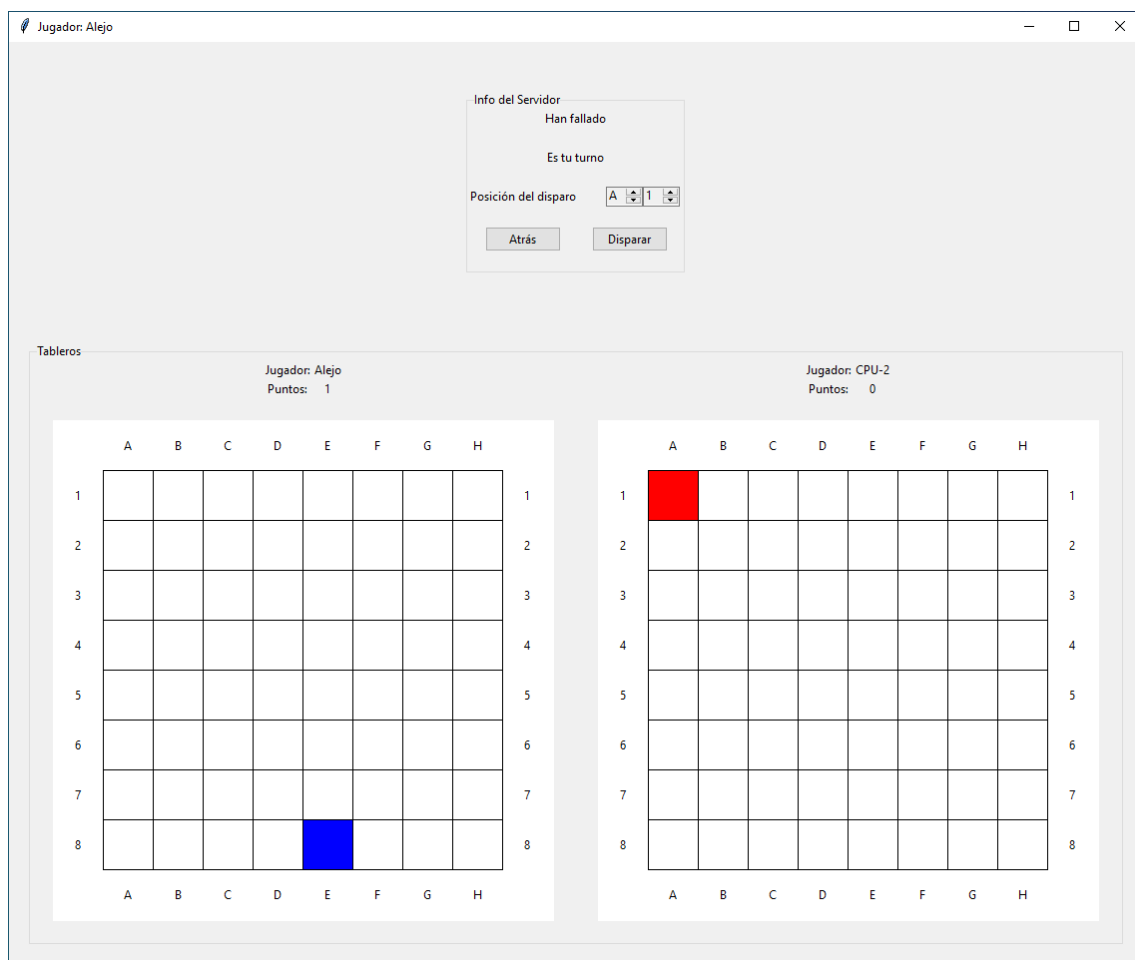 Jugador: Alejo
Info del Servidor
Han fallado
Es tu turno
Posición del disparo A 1
Atrás Disparar
Tableros
Jugador: Alejo
Puntos: 1
A B C D E F G H
1 1
2 2
3 3
4 4
5 5
6 6
7 7
8 8
A B C D E F G H
Jugador: CPU-2
Puntos: 0
A B C D E F G H
1 1
2 2
3 3
4 4
5 5
6 6
7 7
8 8
A B C D E F G H